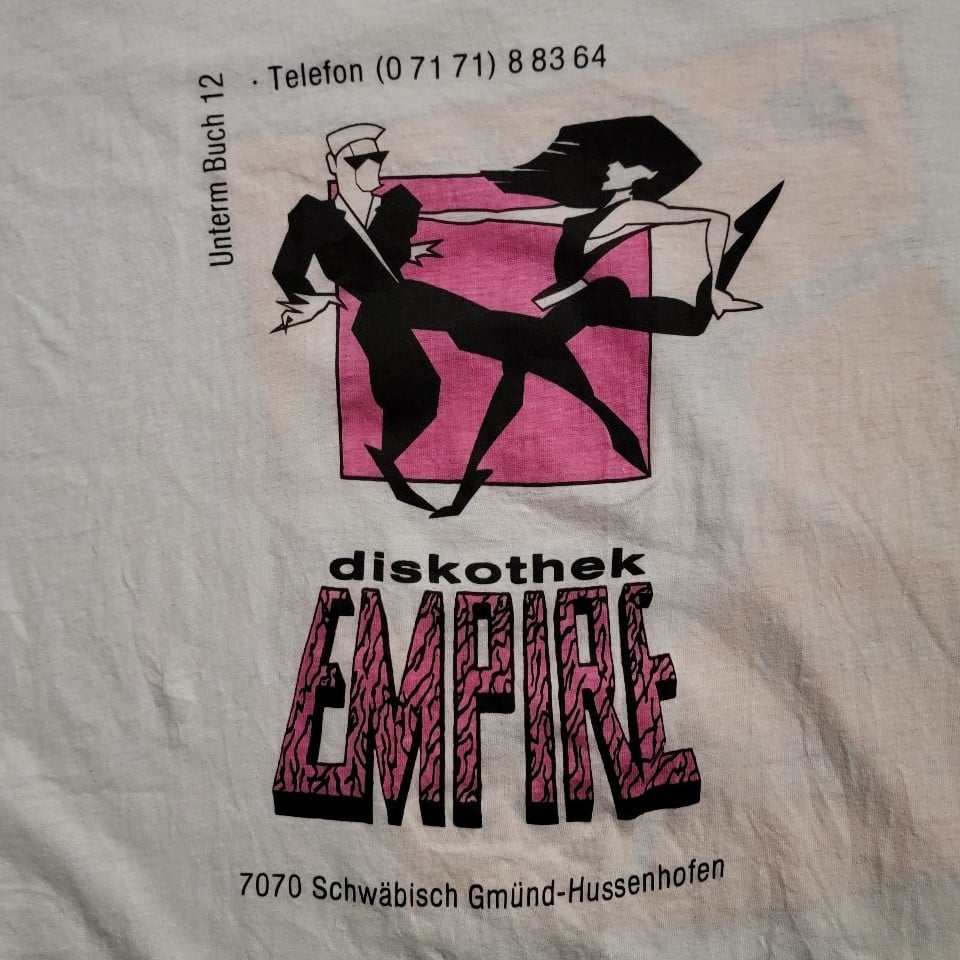 Unterm Buch 12
· Telefon (0 71 71) 8 83 64
diskothek
EMPIRE
7070 Schwäbisch Gmünd-Hussenhofen